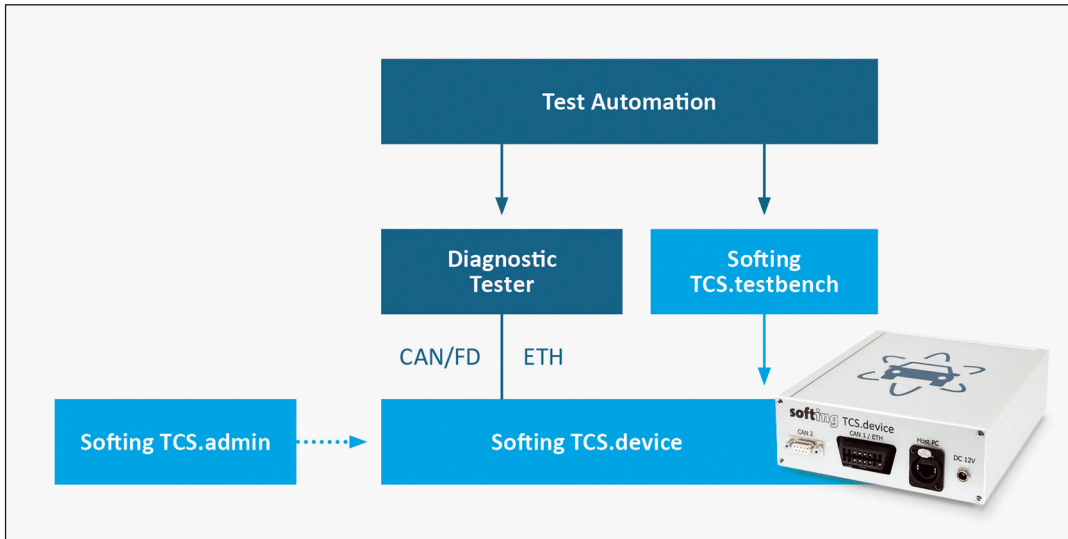 Test Automation
Diagnostic
Tester
Softing
TCS.testbench
CAN/FD
ETH
Softing TCS.admin
Softing TCS.device
softing TCS.device
CAN 2
CAN 1 / ETH
Host PC
DC 12V